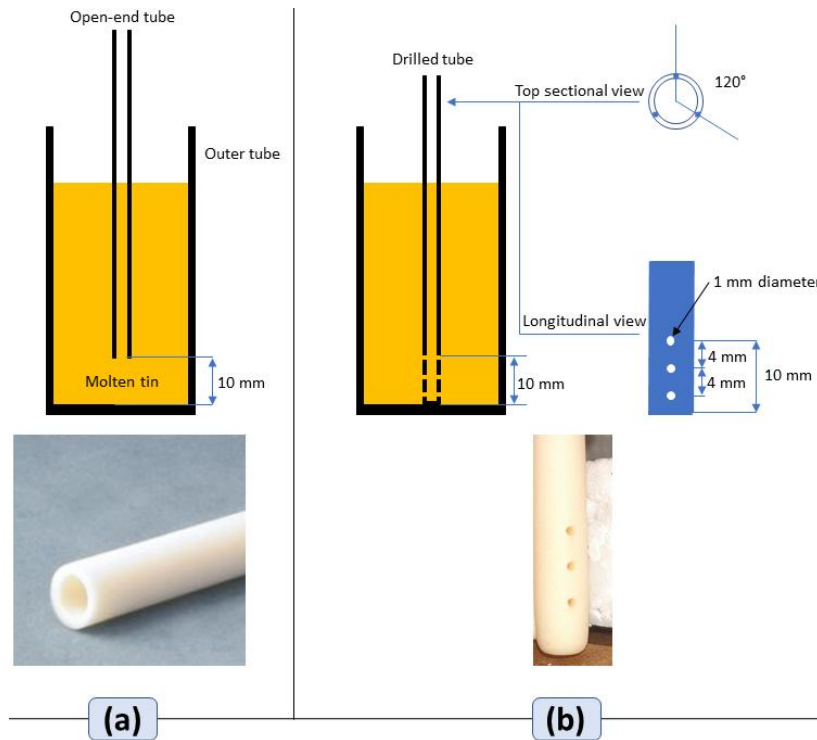 Open-end tube
Outer tube
Molten tin
10 mm
(a)
Drilled tube
Top sectional view
120°
Longitudinal view
1 mm diameter
4 mm
4 mm
10 mm
10 mm
(b)